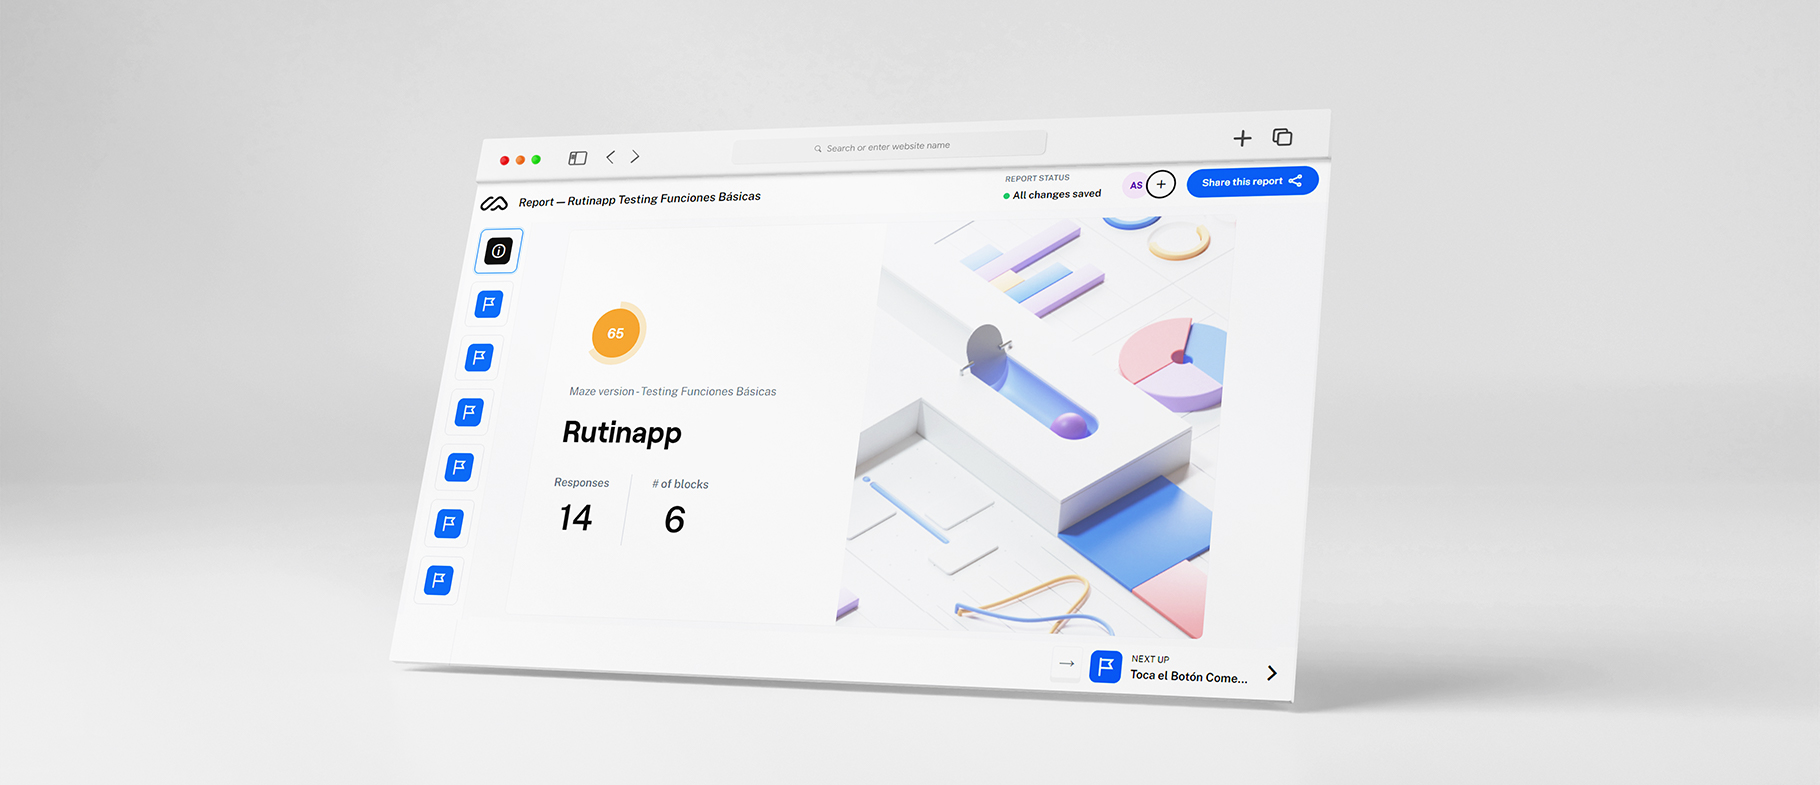 Search or enter website name
Report — Rutinapp Testing Funciones Básicas
REPORT STATUS
All changes saved
AS
Share this report
65
Maze version - Testing Funciones Básicas
Rutinapp
Responses
# of blocks
14
6
NEXT UP
Toca el Botón Come...